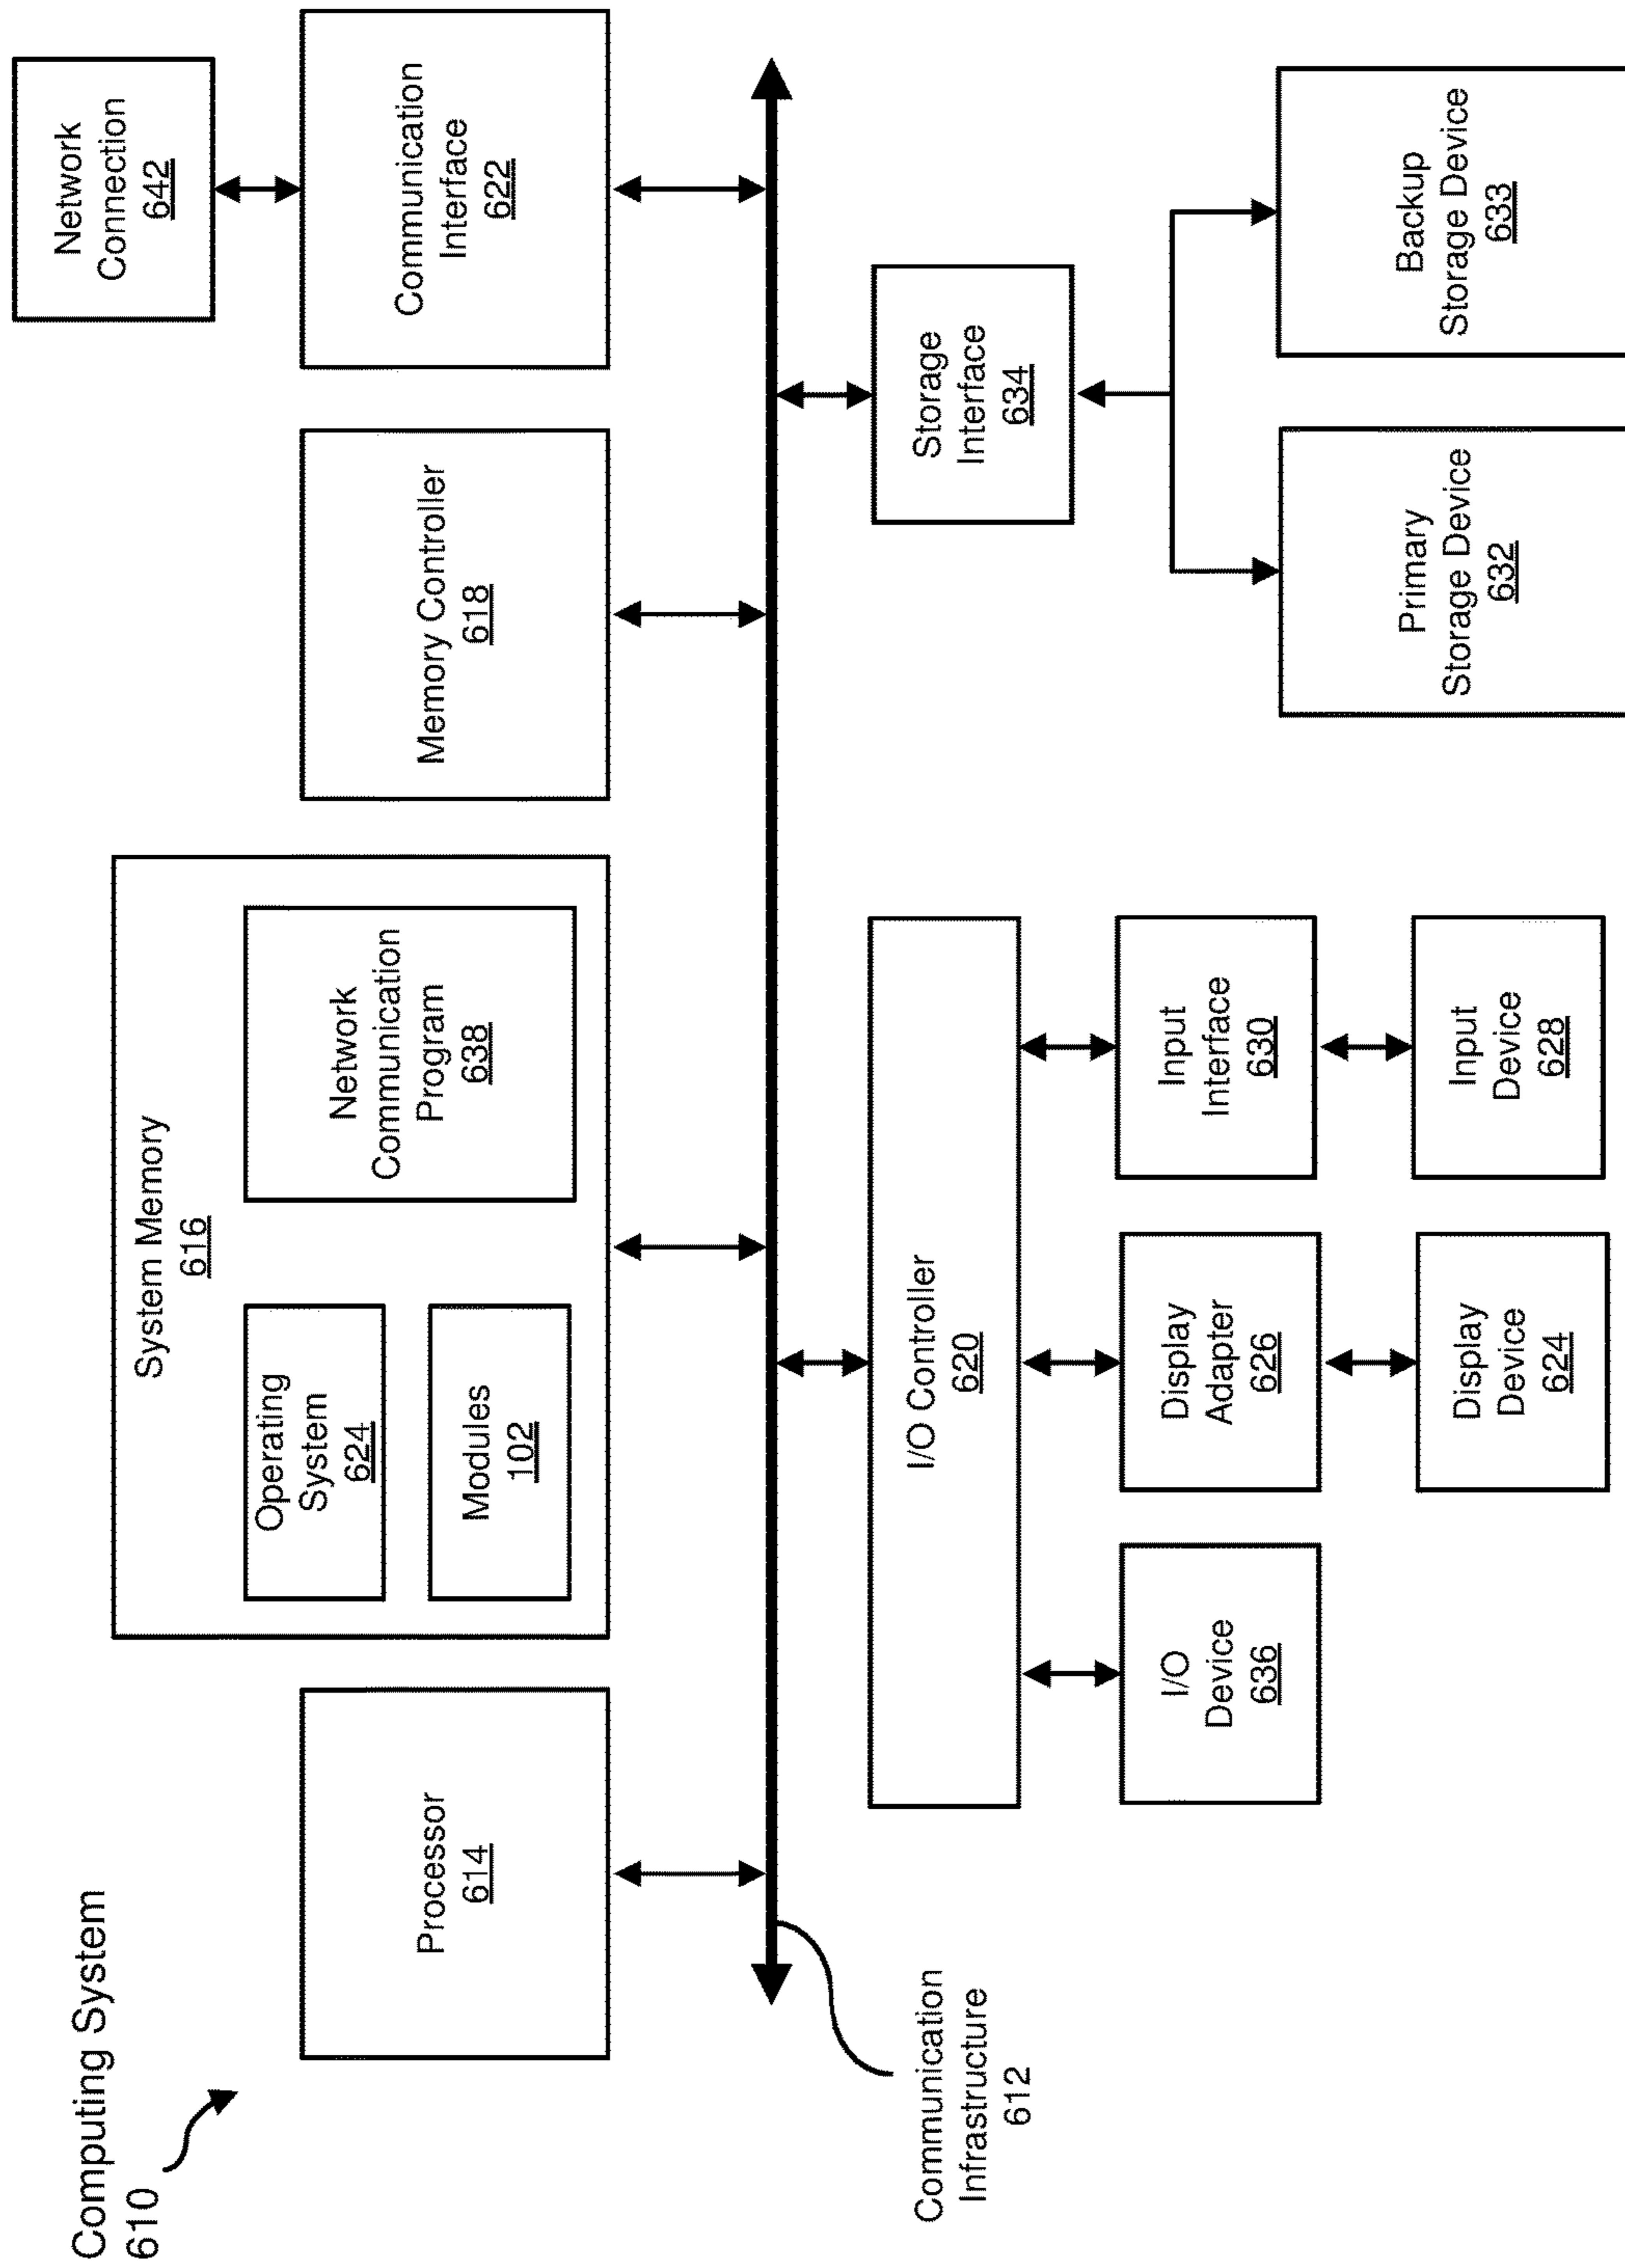 Computing System
610
Processor
614
System Memory
616
Operating
System
624
Modules
102
Network
Communication
Program
638
Memory Controller
618
Communication
Interface
622
Network
Connection
642
Communication
Infrastructure
612
I/O Controller
620
I/O
Device
636
Display
Adapter
626
Input
Interface
630
Display
Device
624
Input
Device
628
Storage
Interface
634
Primary
Storage Device
632
Backup
Storage Device
633